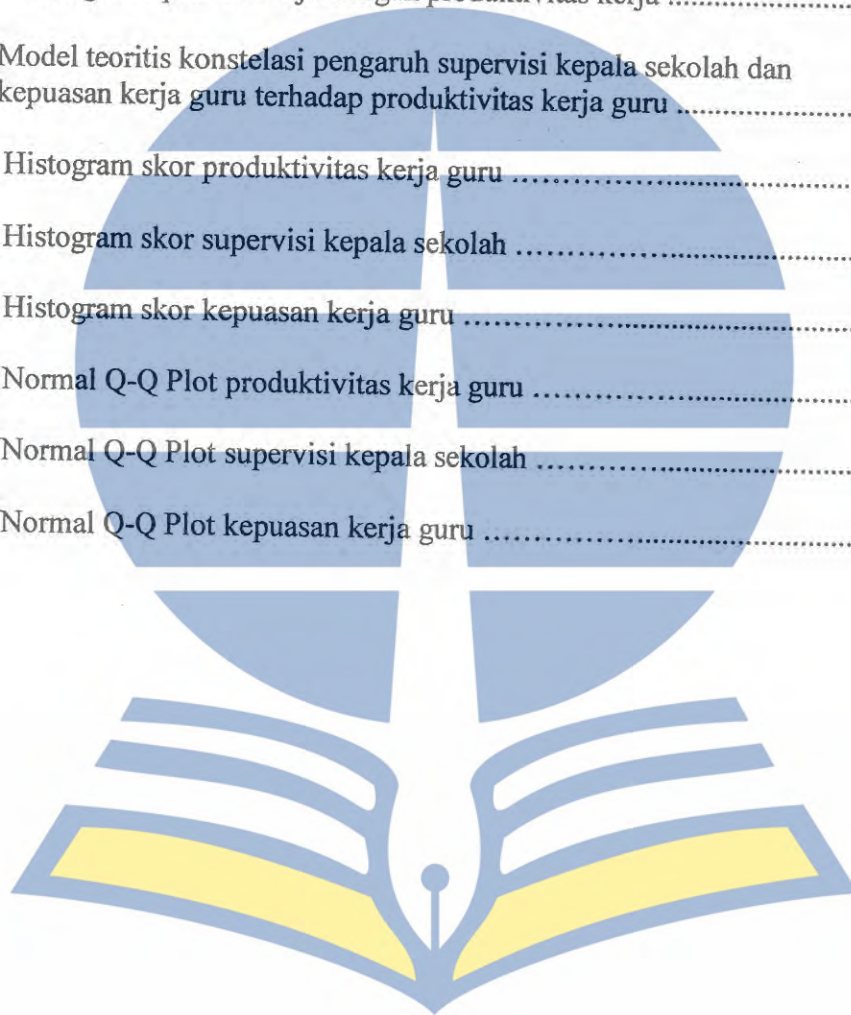 produktivitas kerja ..........................
Model teoritis konstelasi pengaruh supervisi kepala sekolah dan
kepuasan kerja guru terhadap produktivitas kerja guru ..........................
Histogram skor produktivitas kerja guru ..........................
Histogram skor supervisi kepala sekolah ..........................
Histogram skor kepuasan kerja guru ..........................
Normal Q-Q Plot produktivitas kerja guru ..........................
Normal Q-Q Plot supervisi kepala sekolah ..........................
Normal Q-Q Plot kepuasan kerja guru ..........................